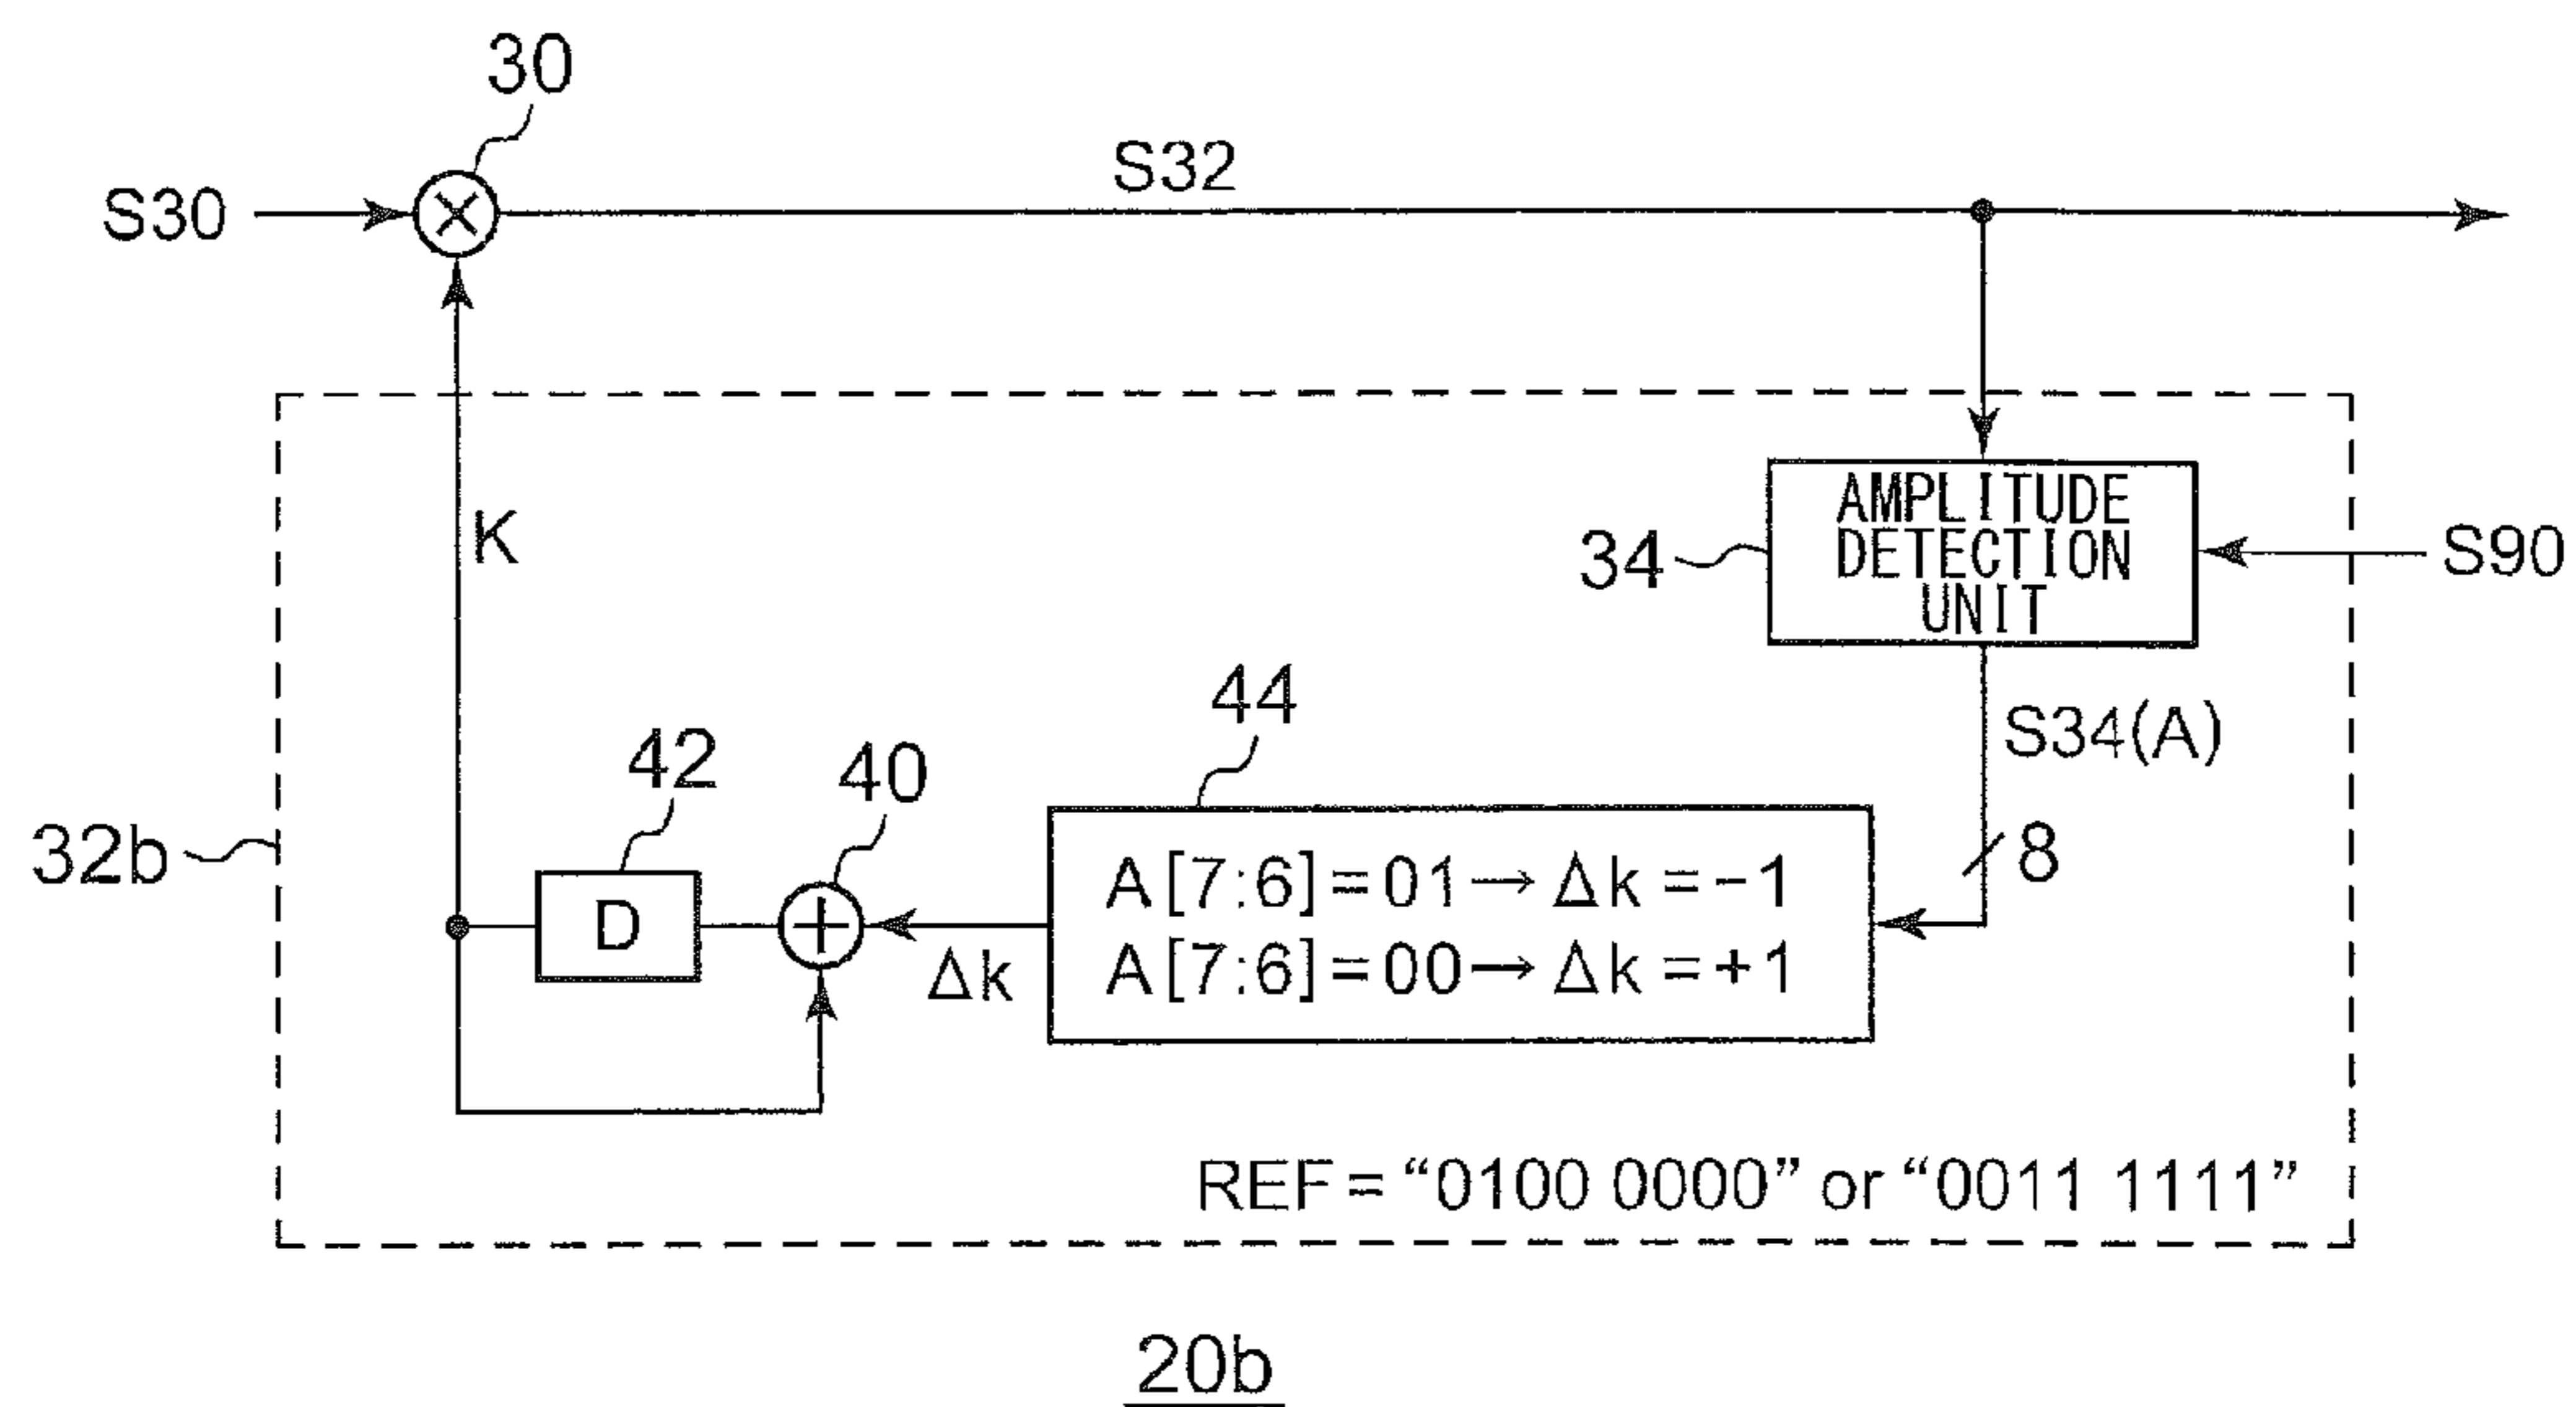 30
S30
S32
K
34
AMPLITUDE
DETECTION
UNIT
S90
44
S34(A)
42
40
32b
8
D
A[7:6]=01→Δk=-1
A[7:6]=00→Δk=+1
Δk
REF="0100 0000" or "0011 1111"
20b